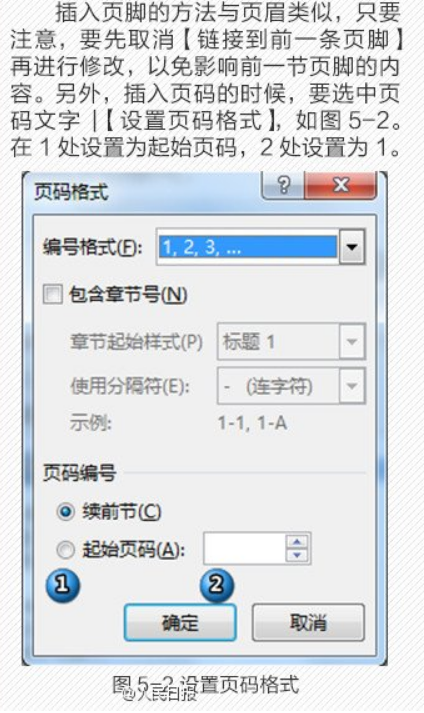 插入页脚的方法与页眉类似，只要
注意，要先取消【链接到前一条页脚】
再进行修改，以免影响前一节页脚的内
容。另外，插入页码的时候，要选中页
码文字 |【设置页码格式】，如图 5-2。
在 1 处设置为起始页码，2 处设置为 1。
页码格式
编号格式(F): 1, 2, 3, ...
包含章节号(N)
章节起始样式(P) 标题 1
使用分隔符(E): - (连字符)
示例: 1-1, 1-A
页码编号
续前节(C)
起始页码(A):
1 2
确定 取消
图 5-2 设置页码格式
@人民日报